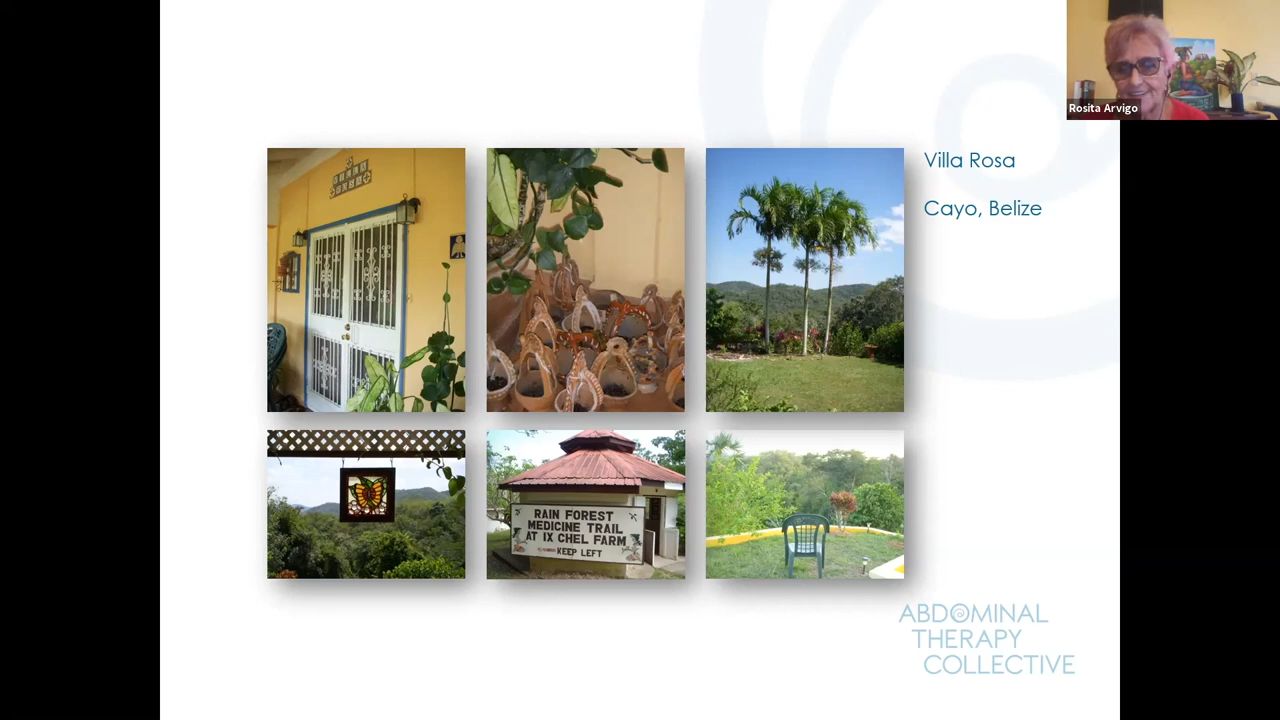 Rosita Arvigo
Villa Rosa
Cayo, Belize
RAIN FOREST
MEDICINE TRAIL
AT IX CHEL FARM
KEEP LEFT
ABDOMINAL
THERAPY
COLLECTIVE